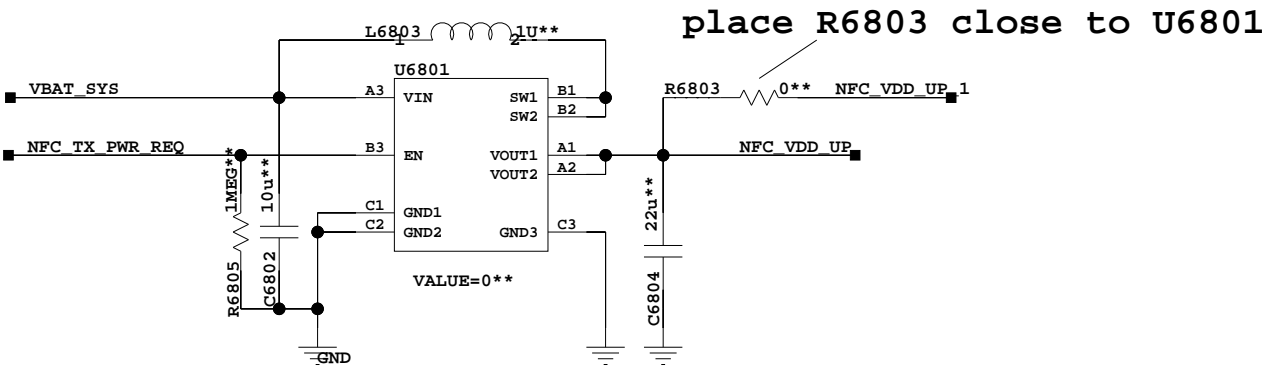 place R6803 close to U6801
L6803 1 2 1U**
U6801
VBAT_SYS
A3 VIN
SW1 B1
SW2 B2
R6803 0** NFC_VDD_UP_1
NFC_TX_PWR_REQ
B3 EN
VOUT1 A1
VOUT2 A2
NFC_VDD_UP
1MEG**
10u**
22u**
C1 GND1
C2 GND2
GND3 C3
R6805
C6802
VALUE=0**
C6804
GND